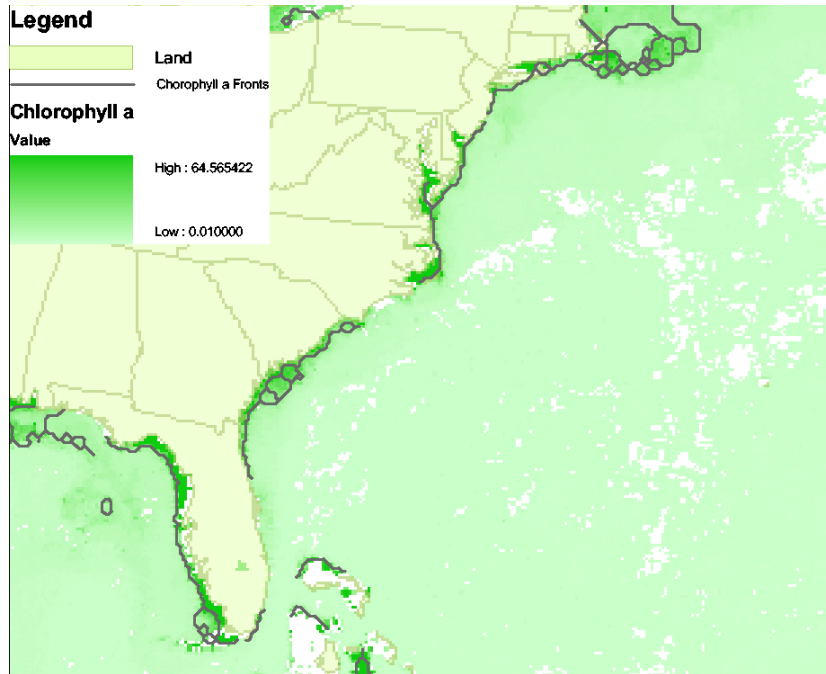 Legend
Land
Chorophyll a Fronts
Chlorophyll a
Value
High : 64.565422
Low : 0.010000